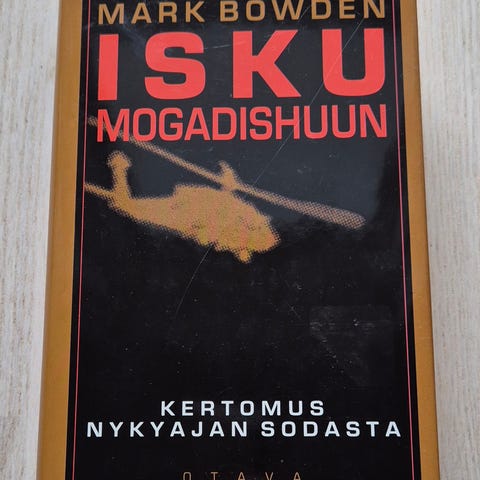 MARK BOWDEN
ISKU
MOGADISHUUN
KERTOMUS
NYKYAJAN SODASTA
OTAVA